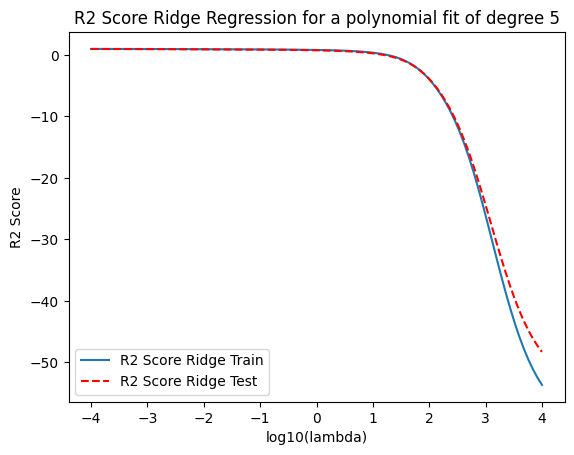 R2 Score Ridge Regression for a polynomial fit of degree 5
R2 Score
0
−10
−20
−30
−40
−50
R2 Score Ridge Train
R2 Score Ridge Test
−4 −3 −2 −1 0 1 2 3 4
log10(lambda)